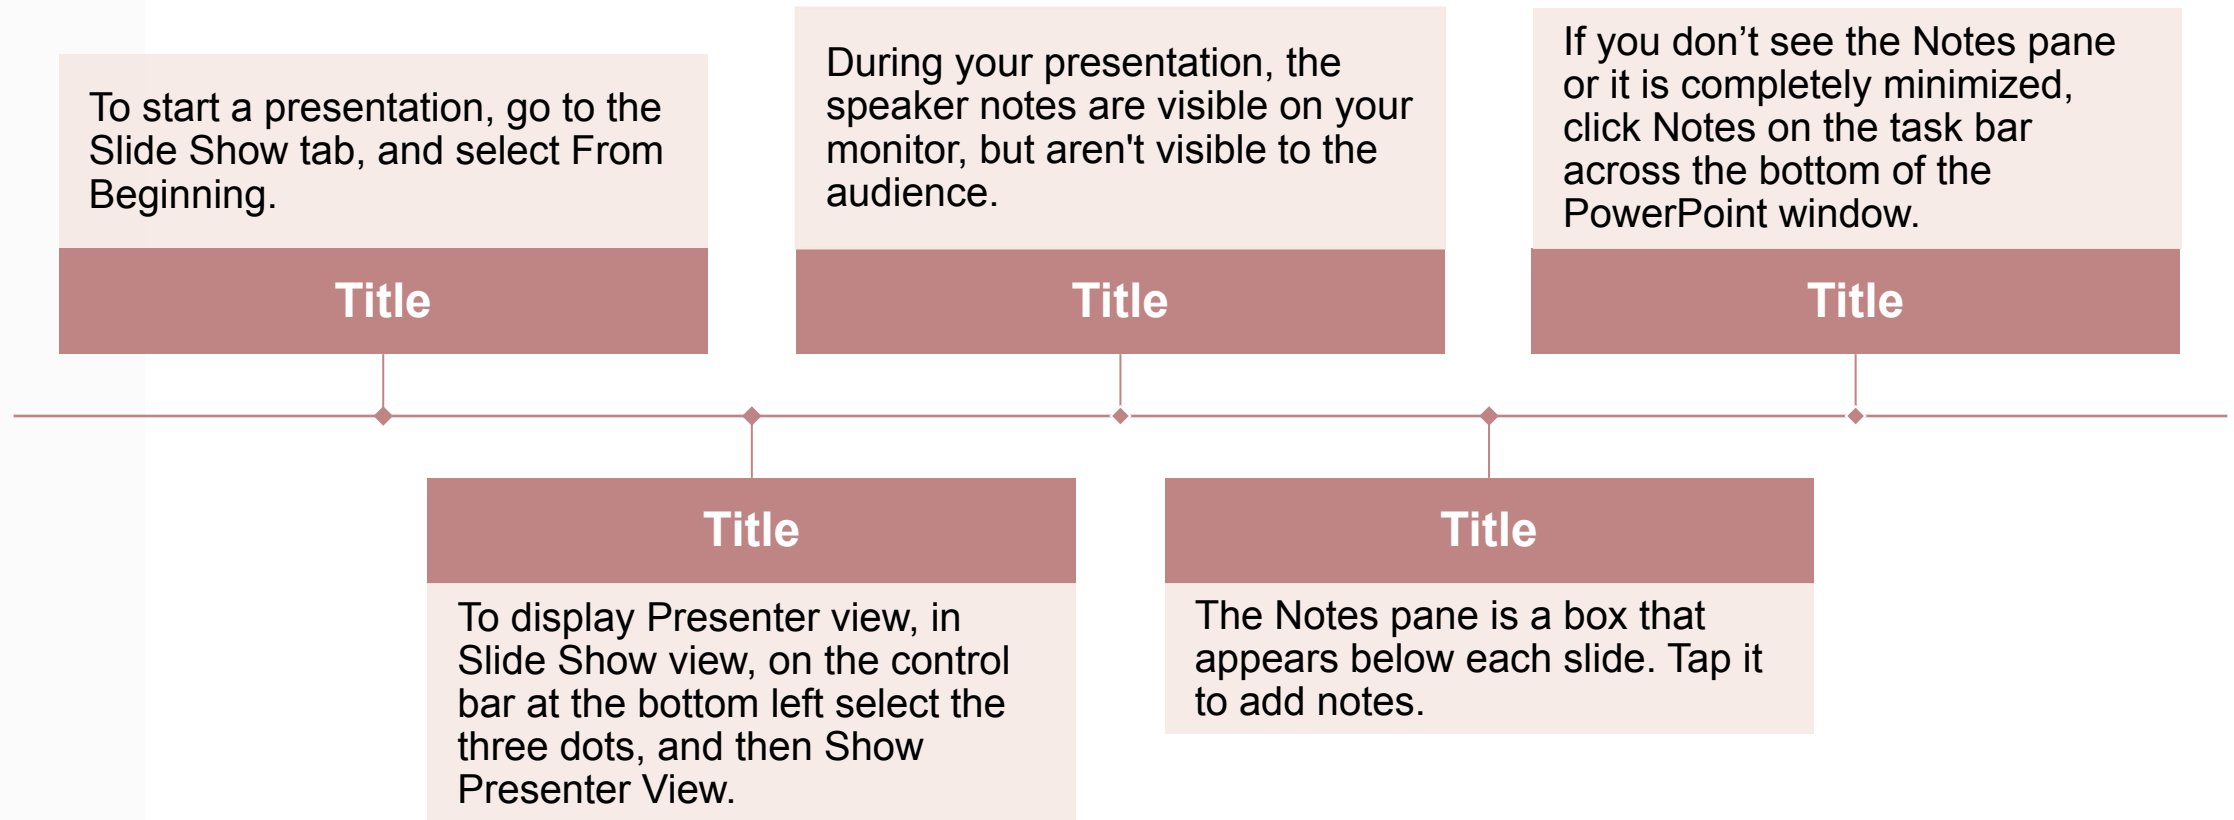 To start a presentation, go to the
Slide Show tab, and select From
Beginning.
Title
Title
To display Presenter view, in
Slide Show view, on the control
bar at the bottom left select the
three dots, and then Show
Presenter View.
During your presentation, the
speaker notes are visible on your
monitor, but aren't visible to the
audience.
Title
Title
The Notes pane is a box that
appears below each slide. Tap it
to add notes.
If you don’t see the Notes pane
or it is completely minimized,
click Notes on the task bar
across the bottom of the
PowerPoint window.
Title